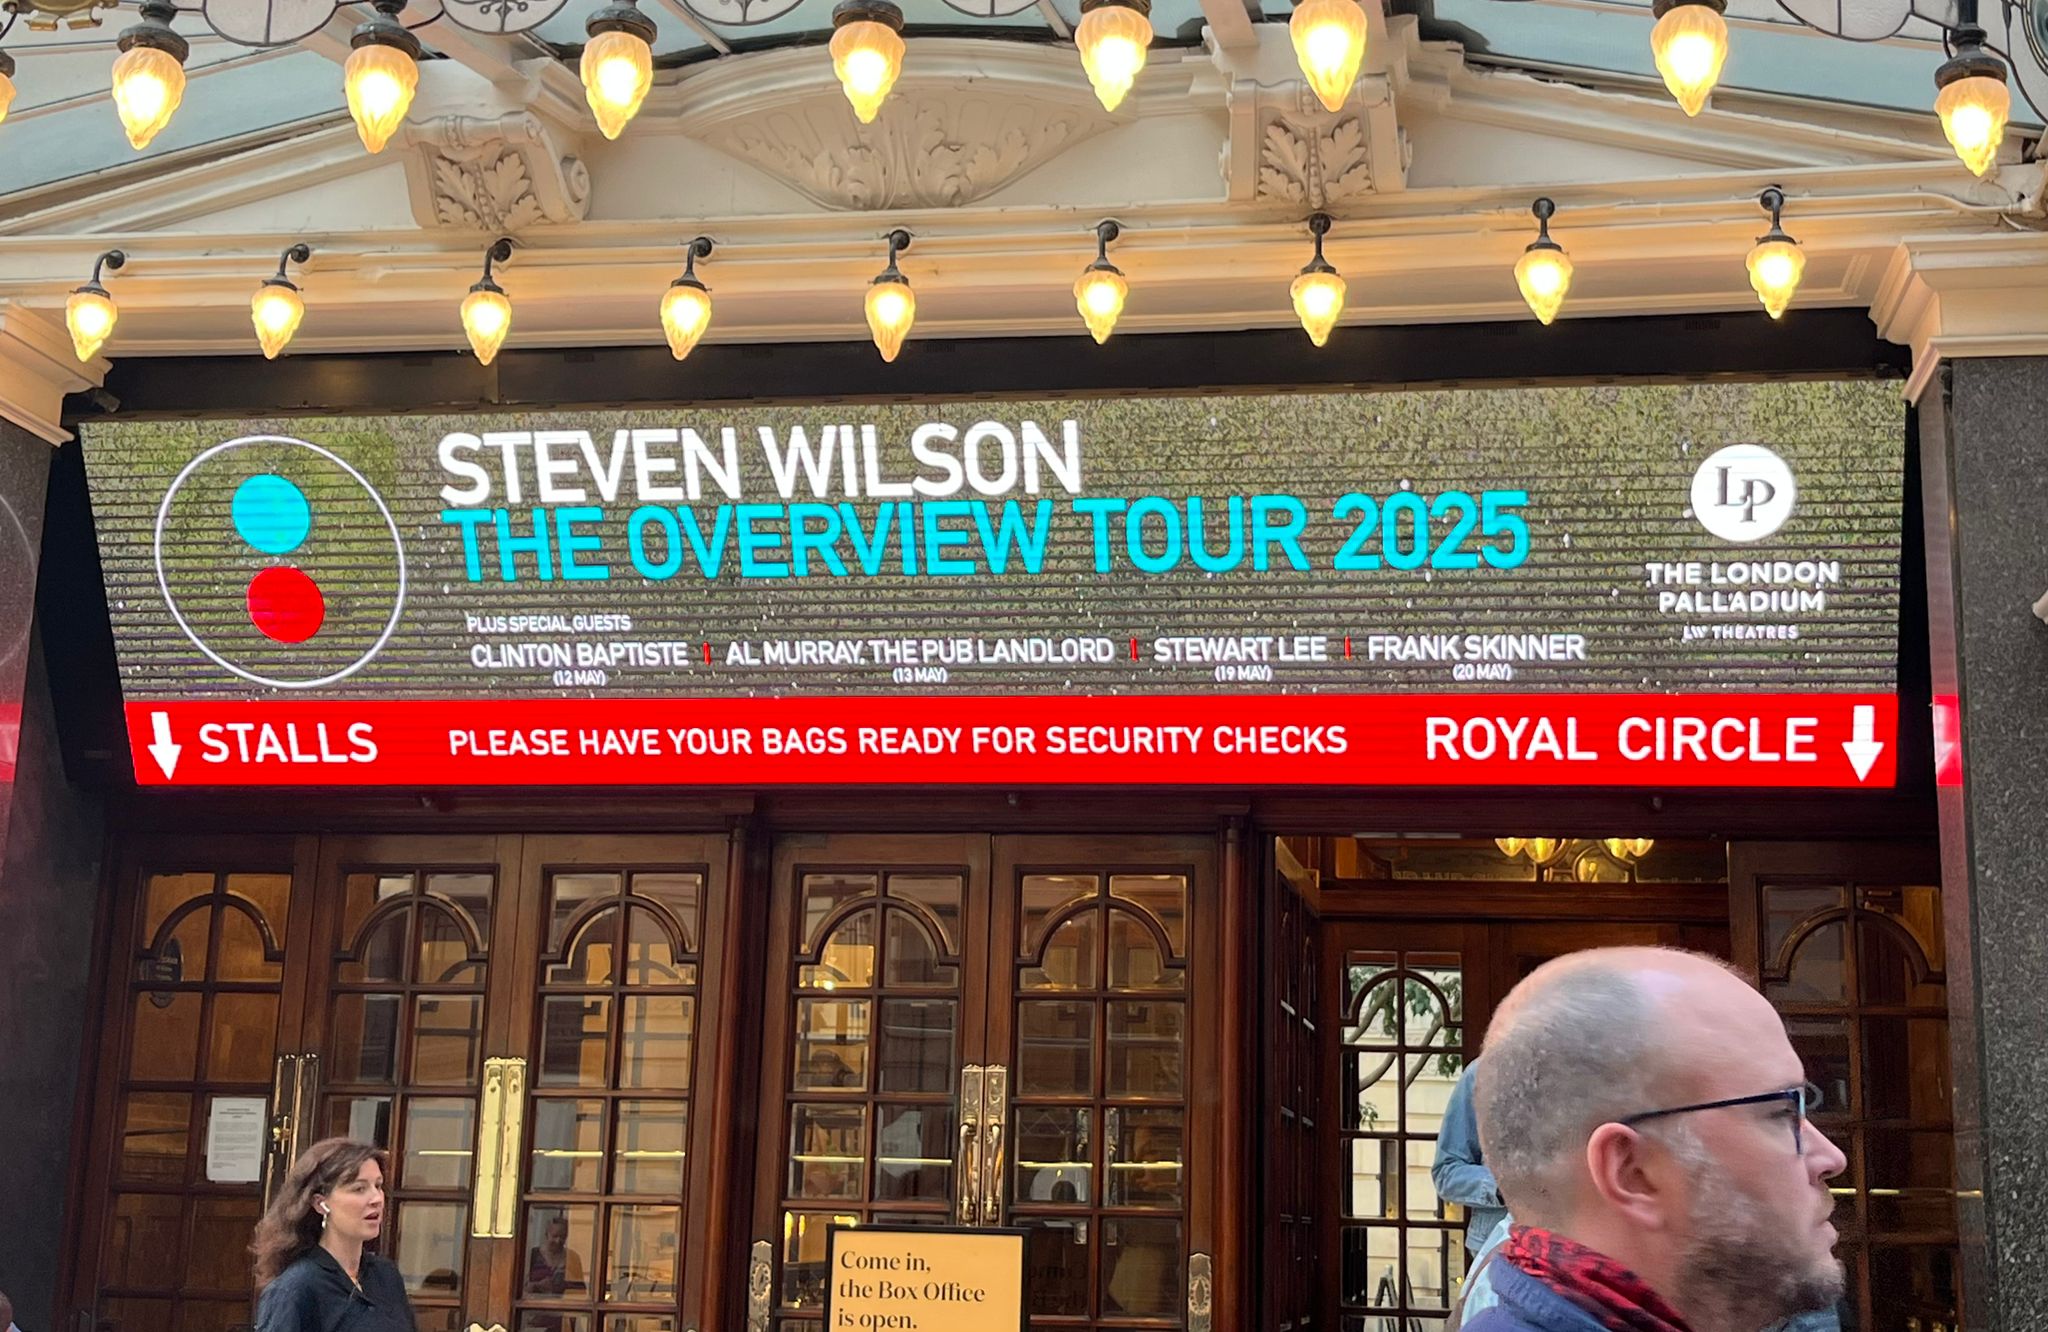 STEVEN WILSON
THE OVERVIEW TOUR 2025
PLUS SPECIAL GUESTS
CLINTON BAPTISTE | AL MURRAY. THE PUB LANDLORD | STEWART LEE | FRANK SKINNER
(12 MAY) (13 MAY) (19 MAY) (20 MAY)
LP
THE LONDON
PALLADIUM
LW THEATRES
STALLS PLEASE HAVE YOUR BAGS READY FOR SECURITY CHECKS ROYAL CIRCLE
Come in,
the Box Office
is open.